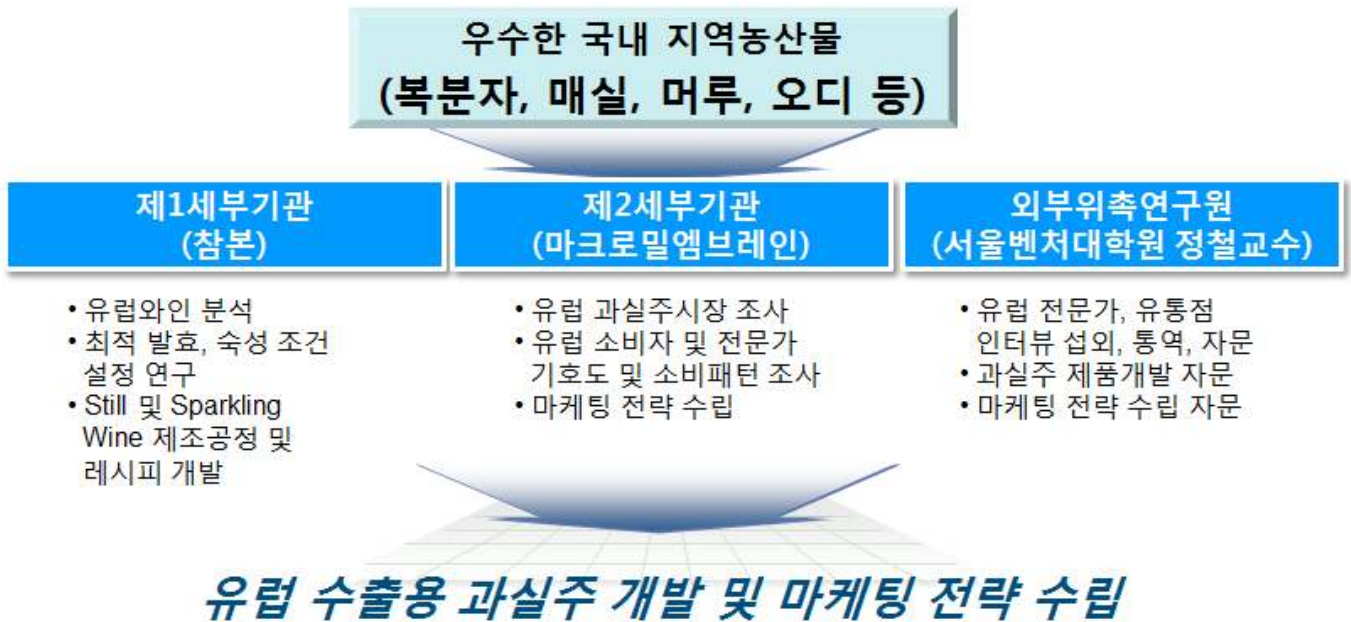 우수한 국내 지역농산물
(복분자, 매실, 머루, 오디 등)
제1세부기관
(참본)
• 유럽와인 분석
• 최적 발효, 숙성 조건
설정 연구
• Still 및 Sparkling
Wine 제조공정 및
레시피 개발
제2세부기관
(마크로밀엠브레인)
• 유럽 과실주시장 조사
• 유럽 소비자 및 전문가
기호도 및 소비패턴 조사
• 마케팅 전략 수립
외부위촉연구원
(서울벤처대학원 정철교수)
• 유럽 전문가, 유통점
인터뷰 섭외, 통역, 자문
• 과실주 제품개발 자문
• 마케팅 전략 수립 자문
유럽 수출용 과실주 개발 및 마케팅 전략 수립